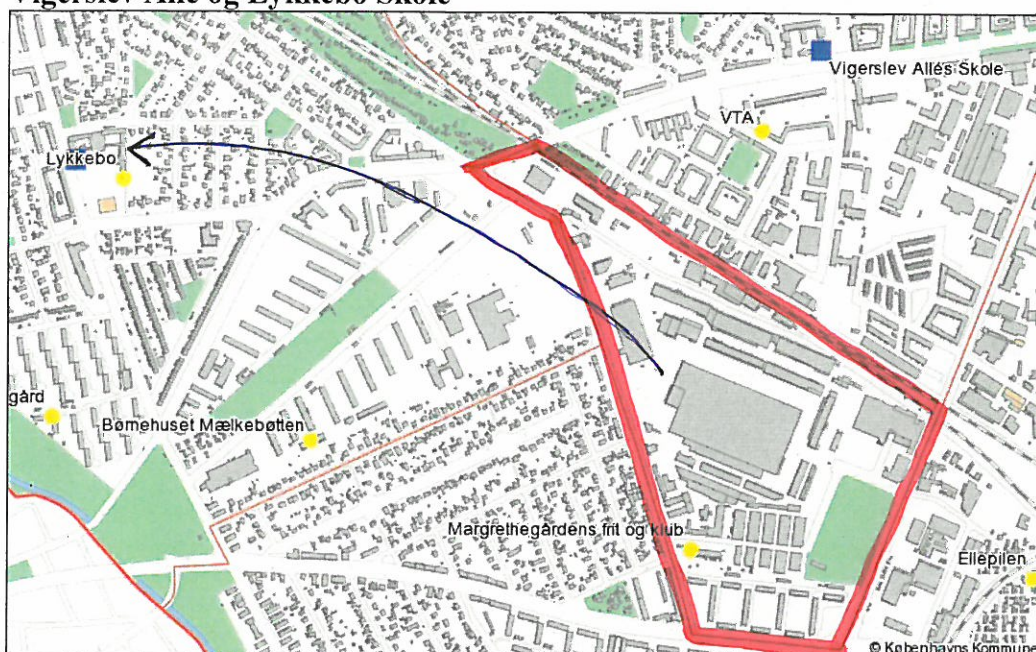 Vigerslev Allé og Lykkebo Skole
Vigerslev Allés Skole
VTA
Lykkebo
gård
Børnehuset Mælkebøtten
Margrethegårdens frit og klub
Ellepilen
© Københavns Kommune